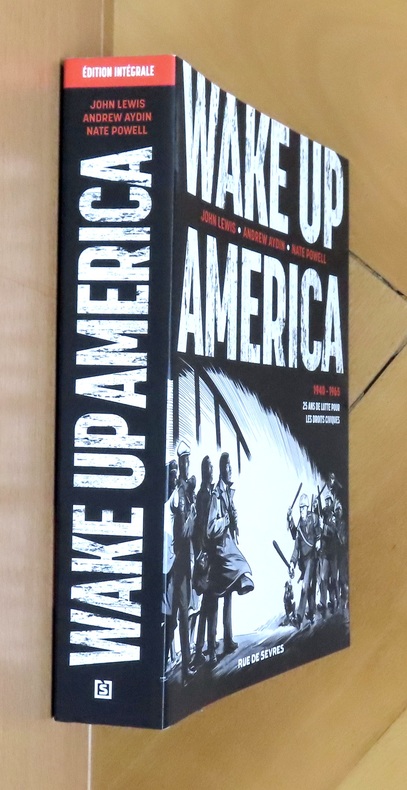 ÉDITION INTÉGRALE
JOHN LEWIS
ANDREW AYDIN
NATE POWELL
WAKE UP AMERICA
S
WAKE UP
JOHN LEWIS • ANDREW AYDIN • NATE POWELL
AMERICA
1940-1965
25 ANS DE LUTTE POUR
LES DROITS CIVIQUES
RUE DE SEVRES